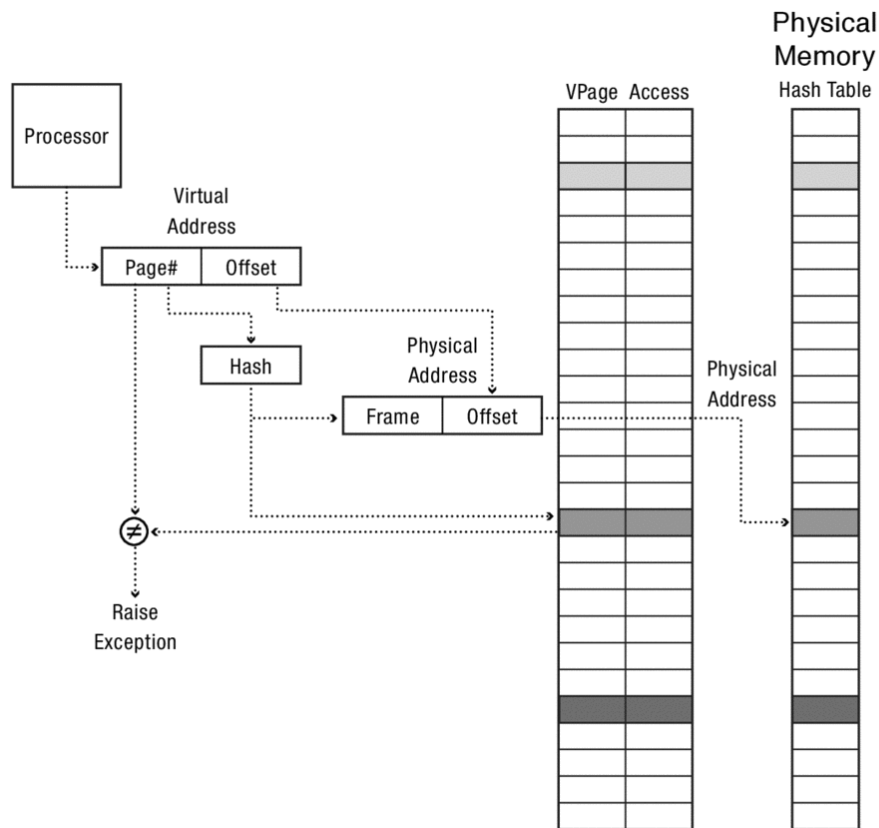 Physical
Memory
VPage Access
Hash Table
Processor
Virtual
Address
Page# Offset
Hash
Physical
Address
Frame Offset
Physical
Address
≠
Raise
Exception